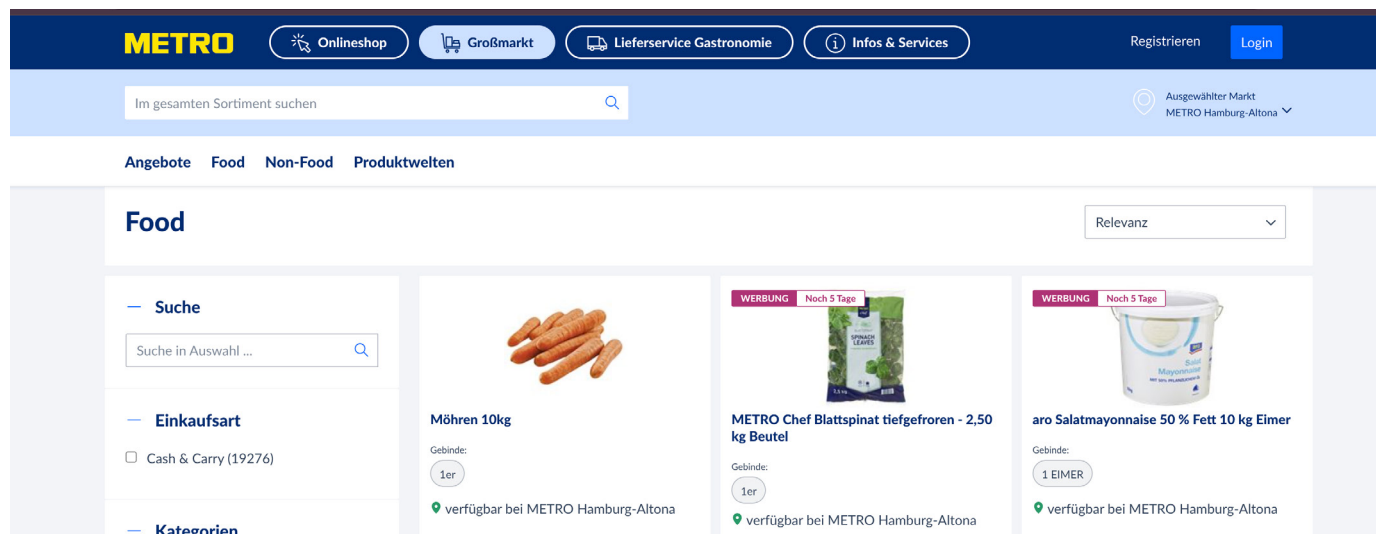 METRO
Onlineshop
Großmarkt
Lieferservice Gastronomie
Infos & Services
Registrieren
Login
Im gesamten Sortiment suchen
Ausgewählter Markt
METRO Hamburg-Altona
Angebote
Food
Non-Food
Produktwelten
Food
Relevanz
Suche
Suche in Auswahl ...
Einkaufsart
Cash & Carry (19276)
Kategorien
Möhren 10kg
Gebinde:
1er
verfügbar bei METRO Hamburg-Altona
WERBUNG
Noch 5 Tage
SPINACH
LEAVES
METRO Chef Blattspinat tiefgefroren - 2,50
kg Beutel
Gebinde:
1er
verfügbar bei METRO Hamburg-Altona
WERBUNG
Noch 5 Tage
Salat
Mayonnaise
aro Salatmayonnaise 50 % Fett 10 kg Eimer
Gebinde:
1 EIMER
verfügbar bei METRO Hamburg-Altona